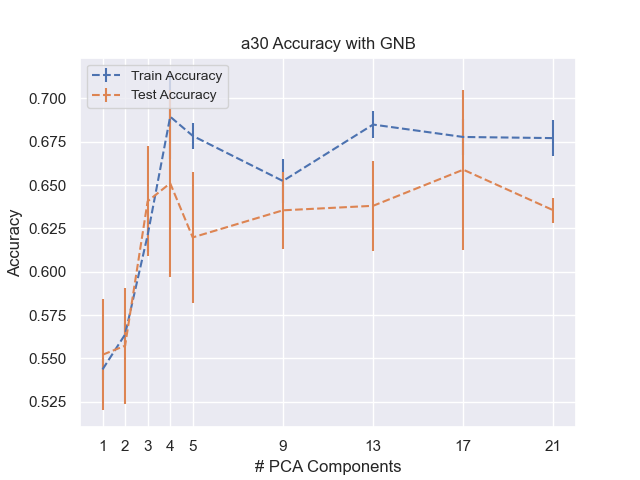 a30 Accuracy with GNB
Train Accuracy
Test Accuracy
0.700
0.675
0.650
0.625
0.600
0.575
0.550
0.525
Accuracy
1 2 3 4 5 9 13 17 21
# PCA Components